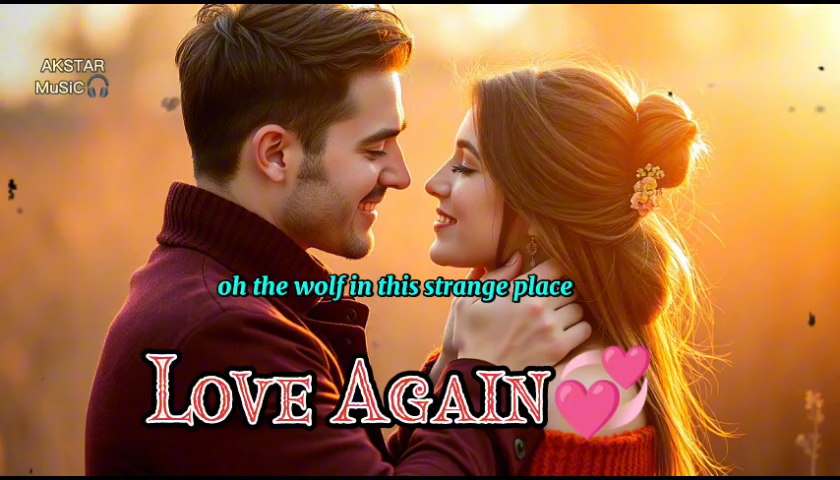 AKSTAR
MuSiC🎧
oh the wolf in this strange place
LOVE AGAIN💞